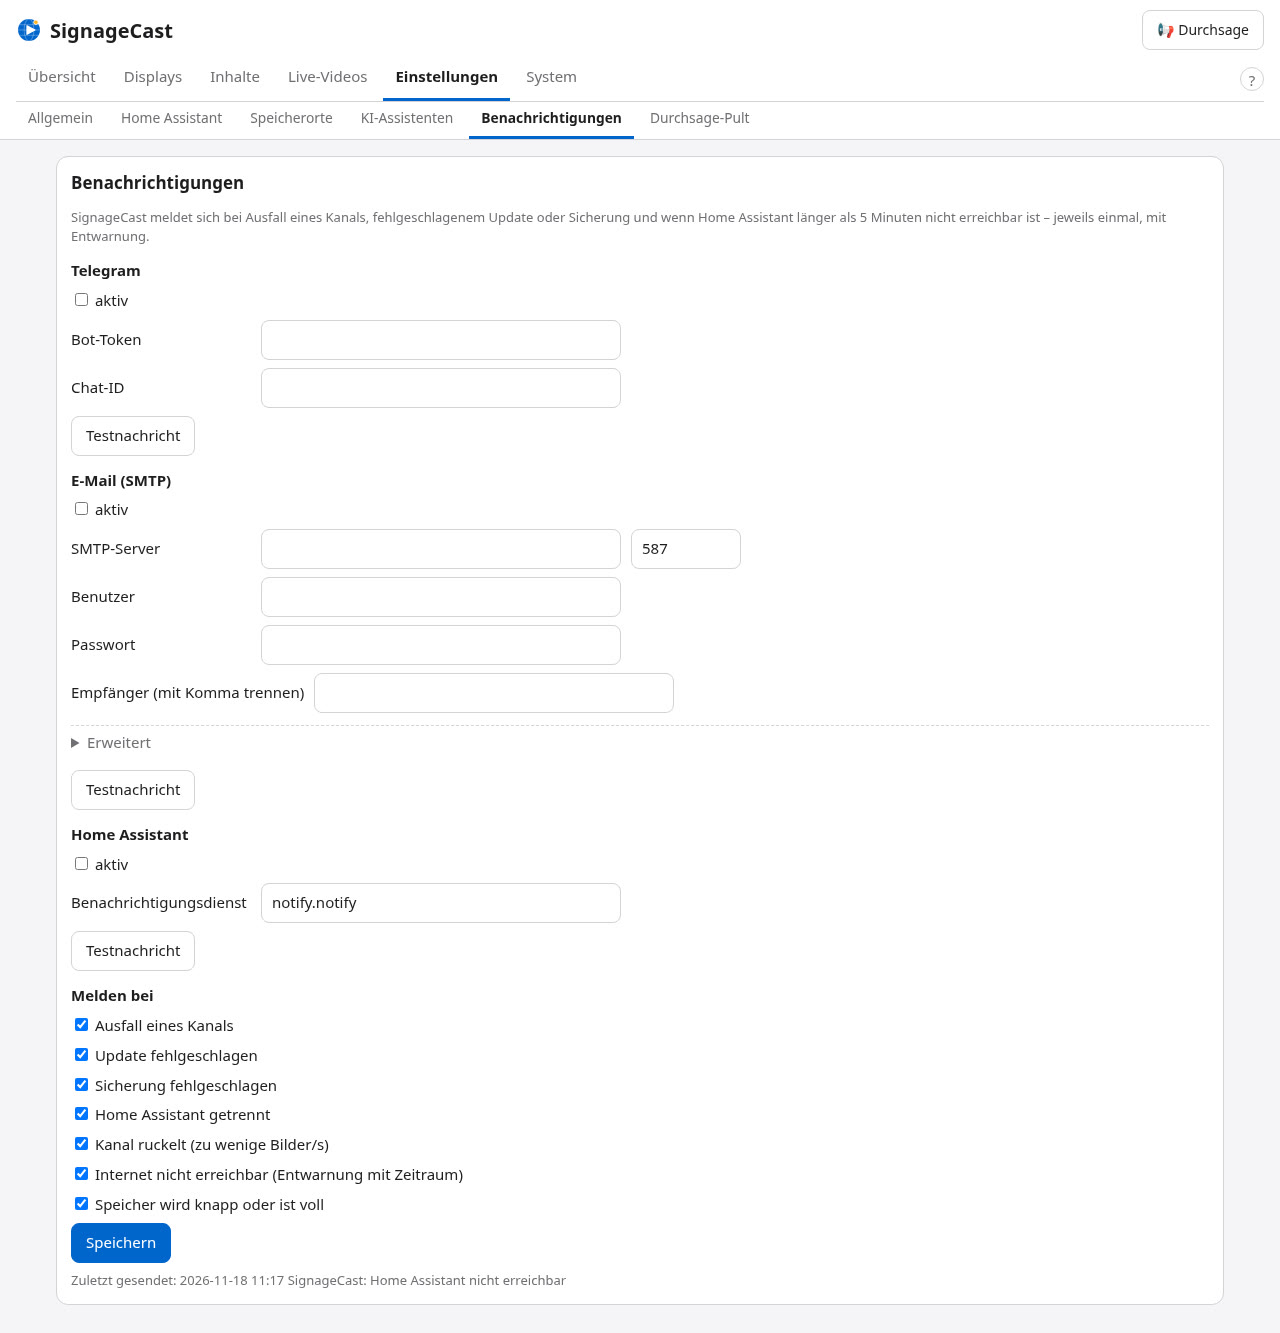 SignageCast
Durchsage
Übersicht Displays Inhalte Live-Videos Einstellungen System ?
Allgemein Home Assistant Speicherorte KI-Assistenten Benachrichtigungen Durchsage-Pult
Benachrichtigungen
SignageCast meldet sich bei Ausfall eines Kanals, fehlgeschlagenem Update oder Sicherung und wenn Home Assistant länger als 5 Minuten nicht erreichbar ist – jeweils einmal, mit
Entwarnung.
Telegram
aktiv
Bot-Token
Chat-ID
Testnachricht
E-Mail (SMTP)
aktiv
SMTP-Server 587
Benutzer
Passwort
Empfänger (mit Komma trennen)
Erweitert
Testnachricht
Home Assistant
aktiv
Benachrichtigungsdienst notify.notify
Testnachricht
Melden bei
Ausfall eines Kanals
Update fehlgeschlagen
Sicherung fehlgeschlagen
Home Assistant getrennt
Kanal ruckelt (zu wenige Bilder/s)
Internet nicht erreichbar (Entwarnung mit Zeitraum)
Speicher wird knapp oder ist voll
Speichern
Zuletzt gesendet: 2026-11-18 11:17 SignageCast: Home Assistant nicht erreichbar